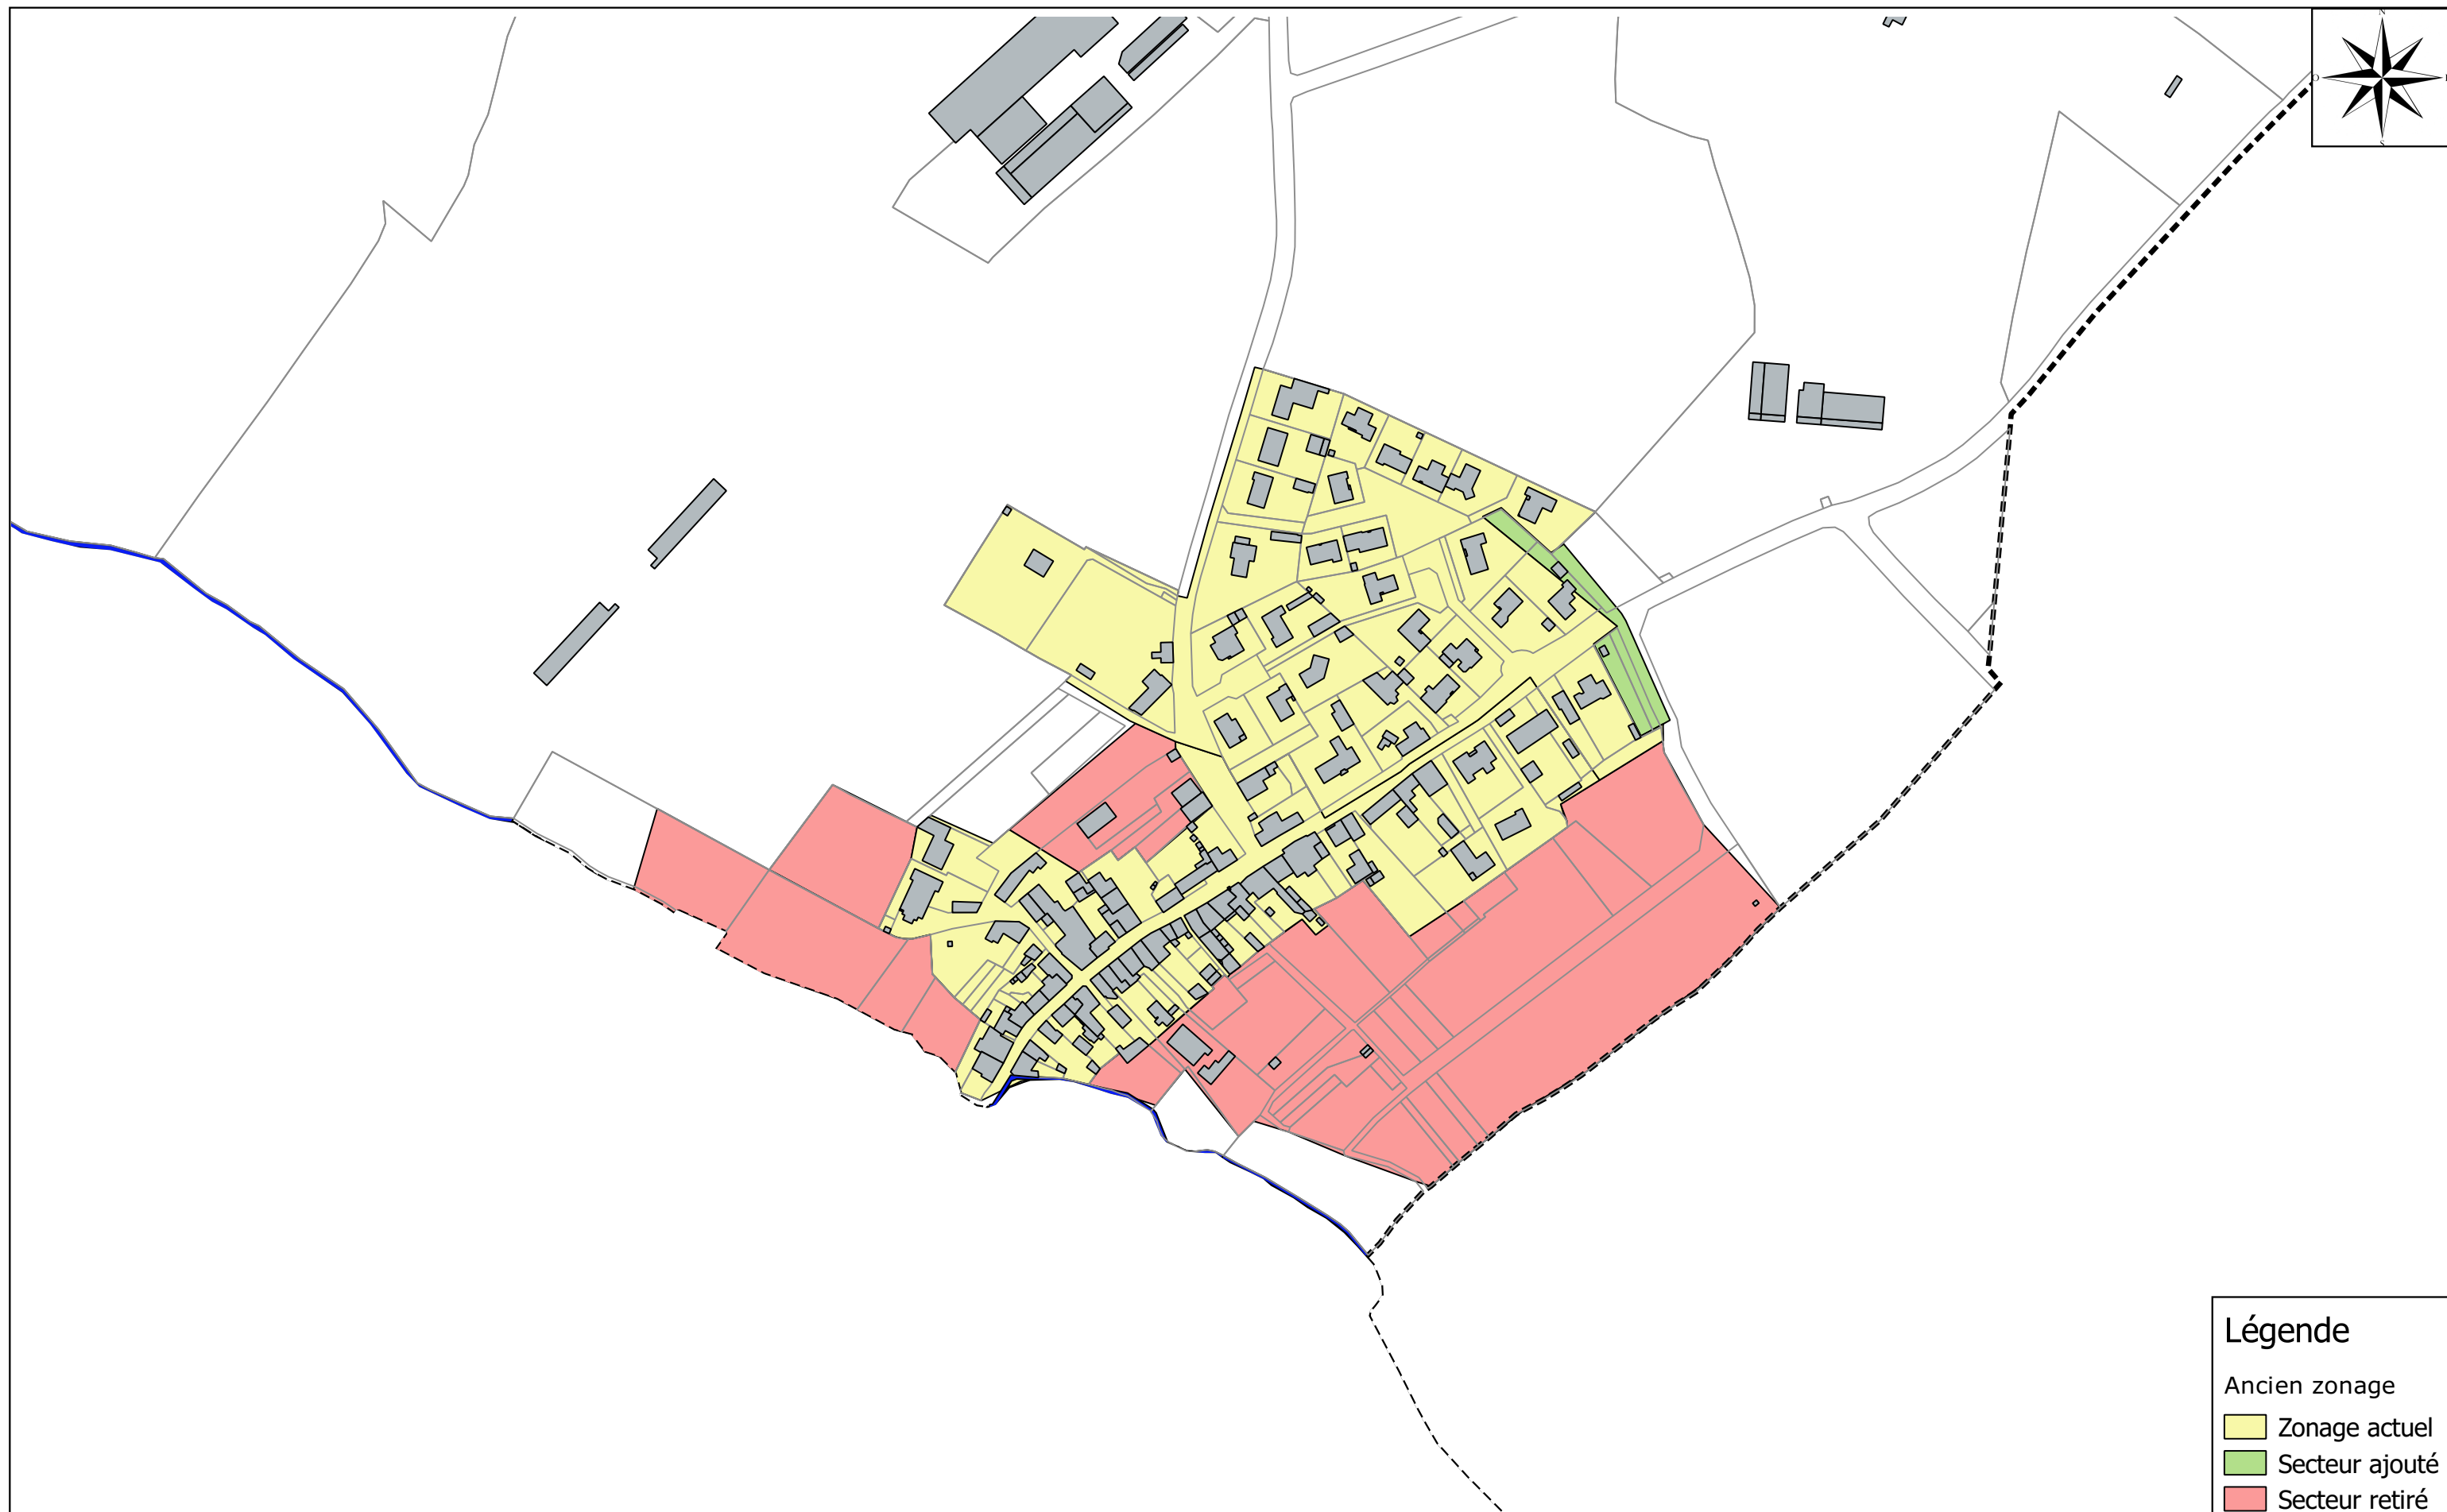 N
O
S
Légende
Ancien zonage
Zonage actuel
Secteur ajouté
Secteur retiré